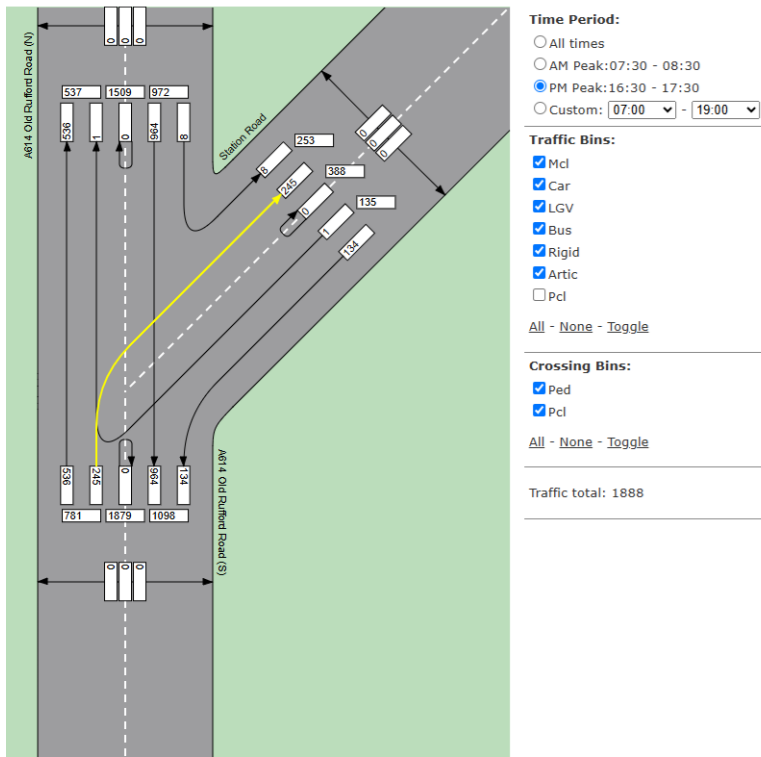 0 0 0
A614 Old Rufford Road (N)
537 1509 972
536 1 0 964 8
Station Road
0 0 0
8 253
245 388
0 135
1
134
536 245 0 964 134
781 1879 1098
A614 Old Rufford Road (S)
0 0 0
Time Period:
All times
AM Peak:07:30 - 08:30
PM Peak:16:30 - 17:30
Custom: 07:00 - 19:00
Traffic Bins:
Mcl
Car
LGV
Bus
Rigid
Artic
Pcl
All - None - Toggle
Crossing Bins:
Ped
Pcl
All - None - Toggle
Traffic total: 1888